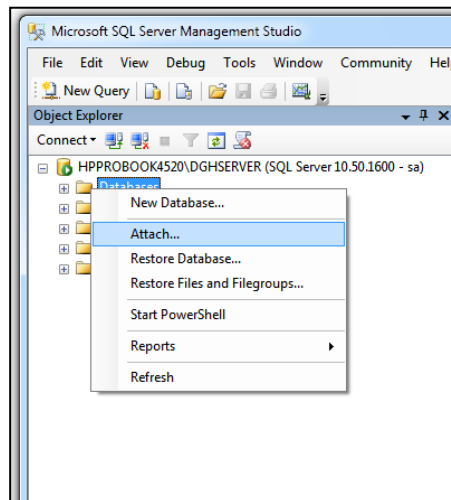 Microsoft SQL Server Management Studio
File Edit View Debug Tools Window Community Help
New Query
Object Explorer
Connect
HPPROBOOK4520\DGHSERVER (SQL Server 10.50.1600 - sa)
Databases
New Database...
Attach...
Restore Database...
Restore Files and Filegroups...
Start PowerShell
Reports
Refresh